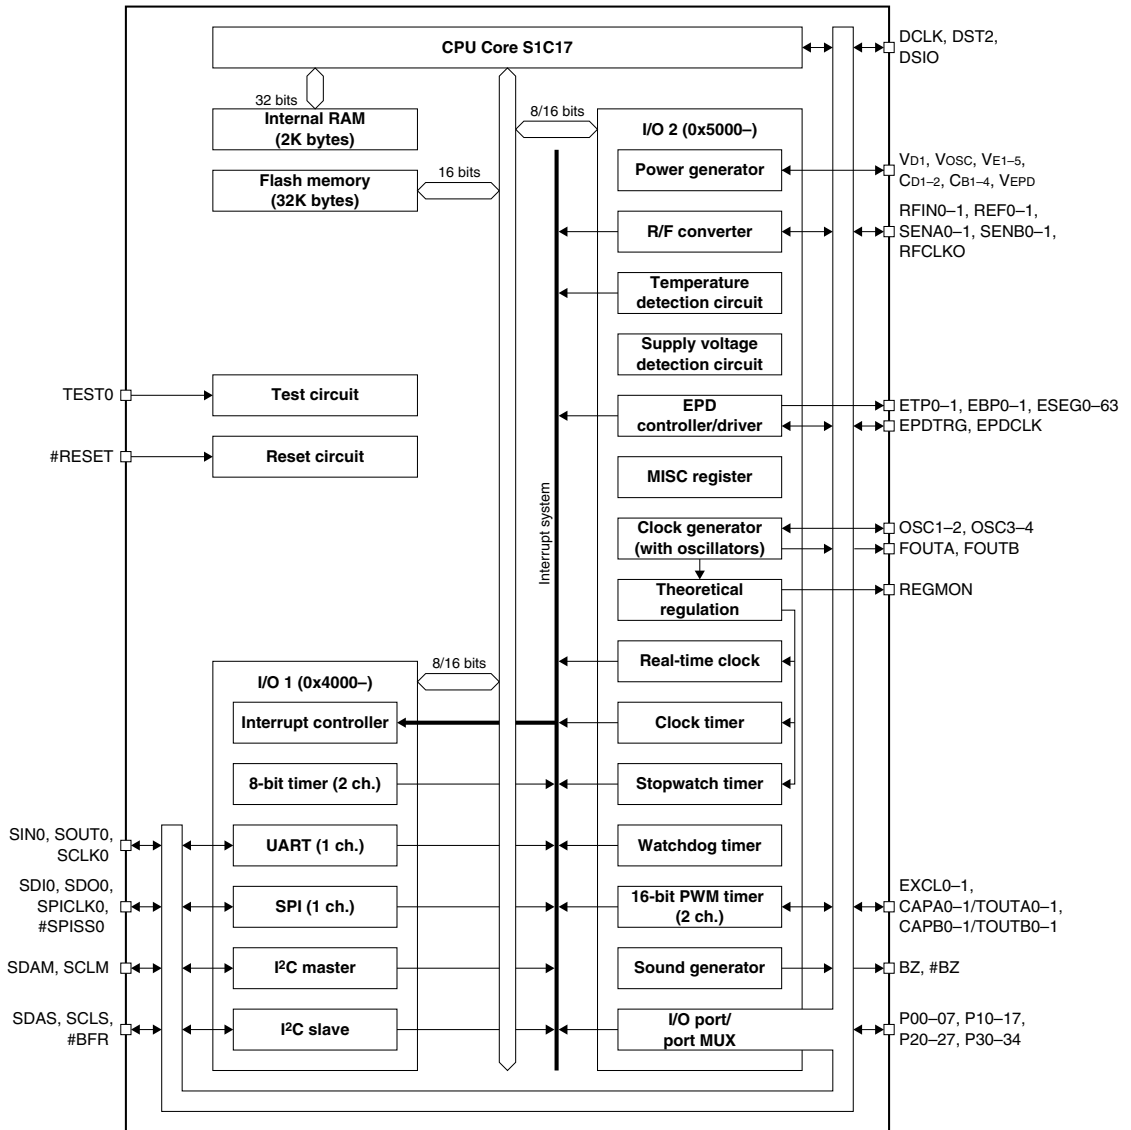 CPU Core S1C17
DCLK, DST2,
DSIO
32 bits
8/16 bits
Internal RAM
(2K bytes)
I/O 2 (0x5000–)
Flash memory
(32K bytes)
16 bits
Power generator
VD1, VOSC, VE1–5,
CD1–2, CB1–4, VEPD
R/F converter
RFIN0–1, REF0–1,
SENA0–1, SENB0–1,
RFCLKO
Temperature
detection circuit
Supply voltage
detection circuit
TEST0
Test circuit
EPD
controller/driver
ETP0–1, EBP0–1, ESEG0–63
EPDTRG, EPDCLK
#RESET
Reset circuit
MISC register
Interrupt system
Clock generator
(with oscillators)
OSC1–2, OSC3–4
FOUTA, FOUTB
Theoretical
regulation
REGMON
Real-time clock
8/16 bits
I/O 1 (0x4000–)
Interrupt controller
Clock timer
8-bit timer (2 ch.)
Stopwatch timer
SIN0, SOUT0,
SCLK0
UART (1 ch.)
Watchdog timer
SDI0, SDO0,
SPICLK0,
#SPISS0
SPI (1 ch.)
16-bit PWM timer
(2 ch.)
EXCL0–1,
CAPA0–1/TOUTA0–1,
CAPB0–1/TOUTB0–1
SDAM, SCLM
I2C master
Sound generator
BZ, #BZ
SDAS, SCLS,
#BFR
I2C slave
I/O port/
port MUX
P00–07, P10–17,
P20–27, P30–34